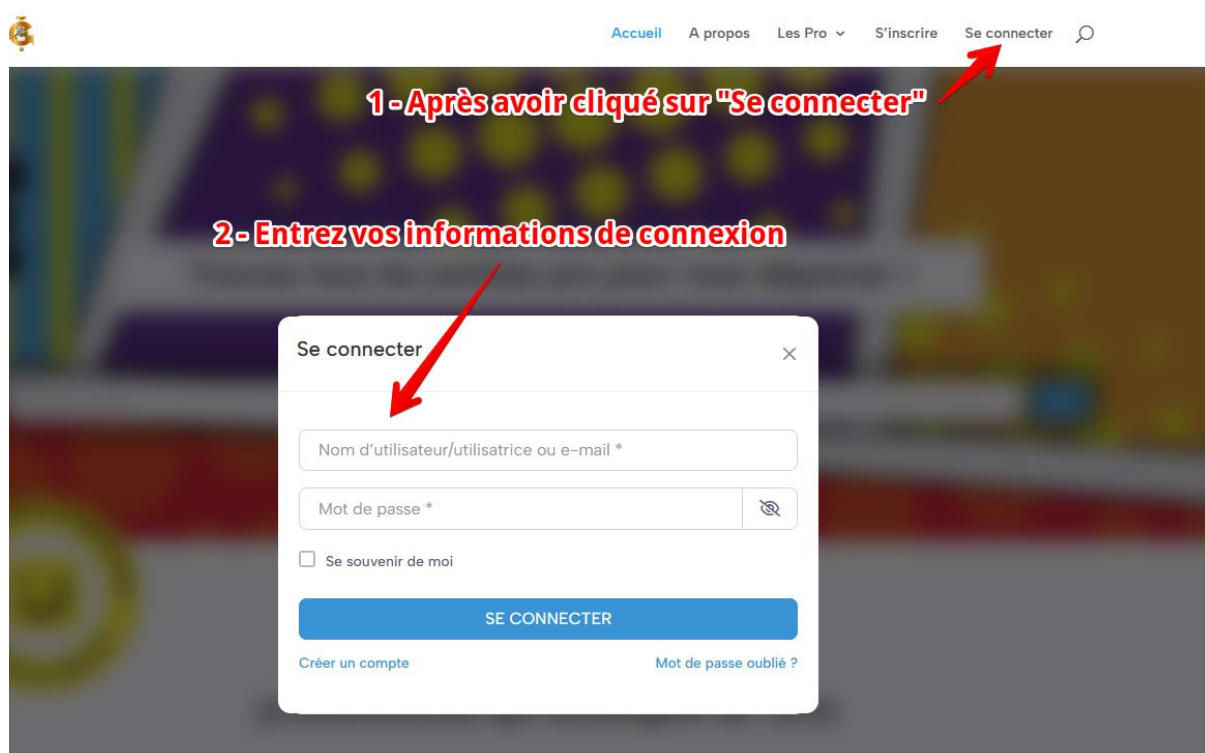 Accueil A propos Les Pro S'inscrire Se connecter
1 - Après avoir cliqué sur "Se connecter"
2 - Entrez vos informations de connexion
Se connecter
Nom d'utilisateur/utilisatrice ou e-mail *
Mot de passe *
Se souvenir de moi
SE CONNECTER
Créer un compte Mot de passe oublié ?